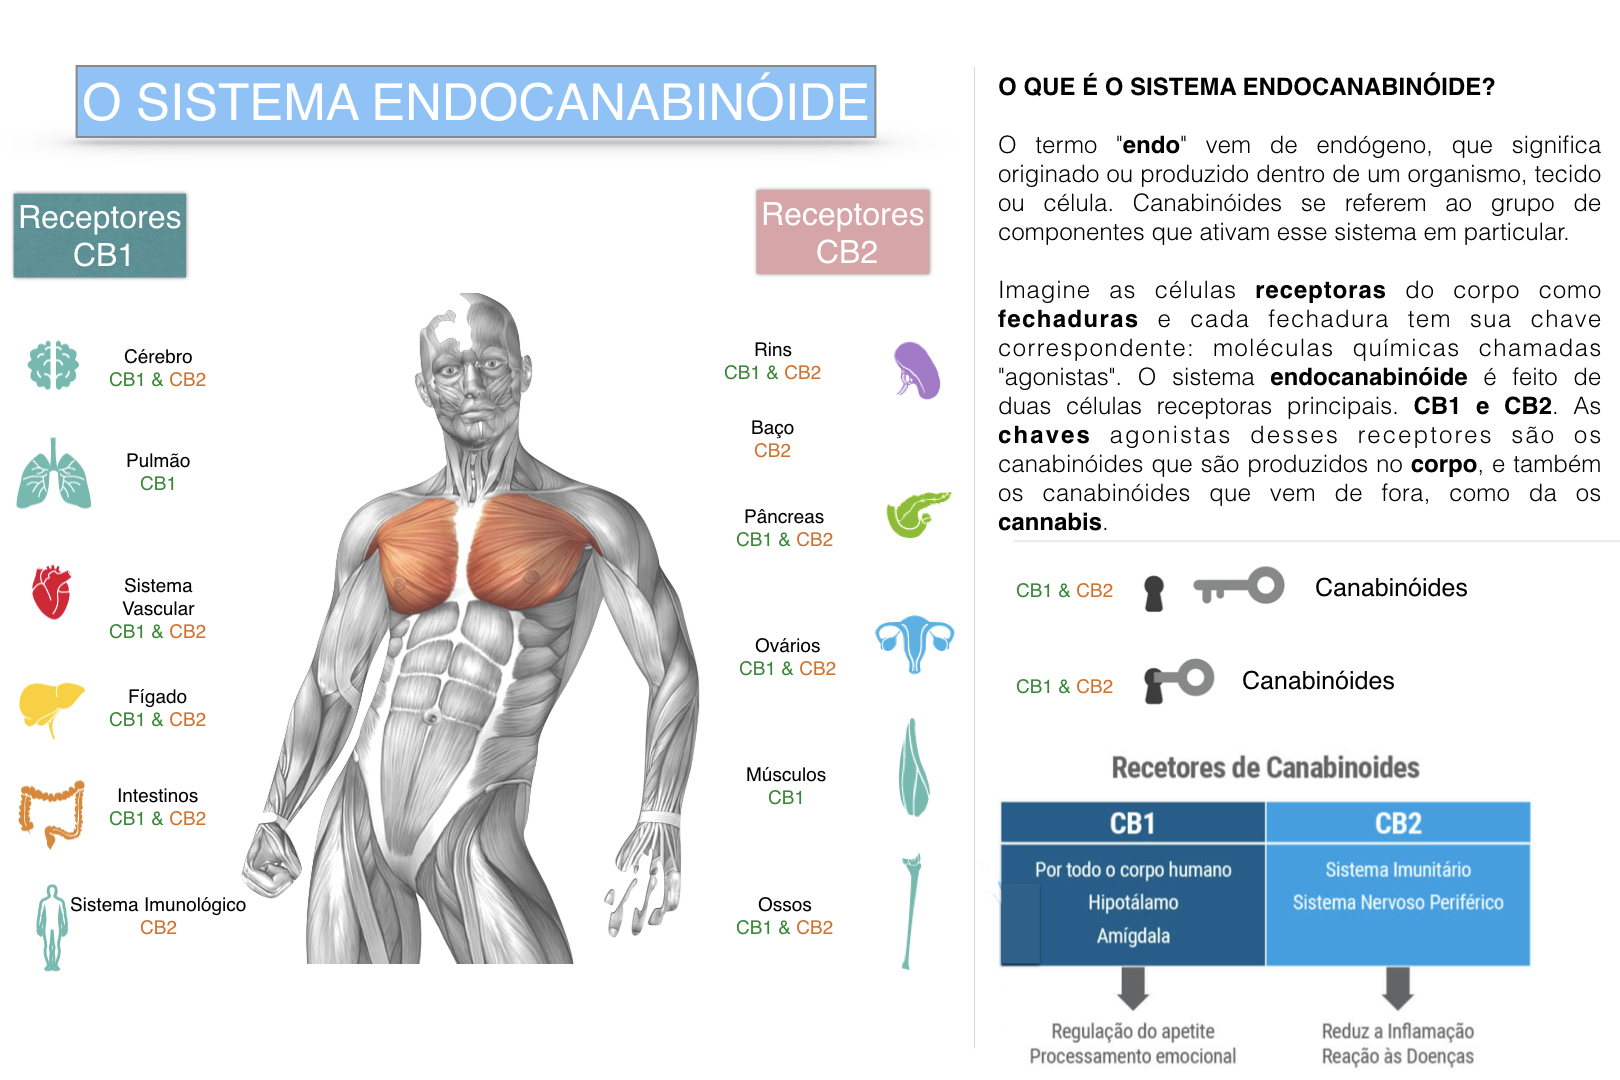 O SISTEMA ENDOCANABINÓIDE
Receptores
CB1
Cérebro
CB1 & CB2
Pulmão
CB1
Sistema
Vascular
CB1 & CB2
Fígado
CB1 & CB2
Intestinos
CB1 & CB2
Sistema Imunológico
CB2
Receptores
CB2
Rins
CB1 & CB2
Baço
CB2
Pâncreas
CB1 & CB2
Ovários
CB1 & CB2
Músculos
CB1
Ossos
CB1 & CB2
O QUE É O SISTEMA ENDOCANABINÓIDE?
O termo "endo" vem de endógeno, que significa
originado ou produzido dentro de um organismo, tecido
ou célula. Canabinóides se referem ao grupo de
componentes que ativam esse sistema em particular.
Imagine as células receptoras do corpo como
fechaduras e cada fechadura tem sua chave
correspondente: moléculas químicas chamadas
"agonistas". O sistema endocanabinóide é feito de
duas células receptoras principais. CB1 e CB2. As
chaves agonistas desses receptores são os
canabinóides que são produzidos no corpo, e também
os canabinóides que vem de fora, como da os
cannabis.
CB1 & CB2 Canabinóides
CB1 & CB2 Canabinóides
Recetores de Canabinoides
CB1
Por todo o corpo humano
Hipotálamo
Amígdala
Regulação do apetite
Processamento emocional
CB2
Sistema Imunitário
Sistema Nervoso Periférico
Reduz a Inflamação
Reação às Doenças